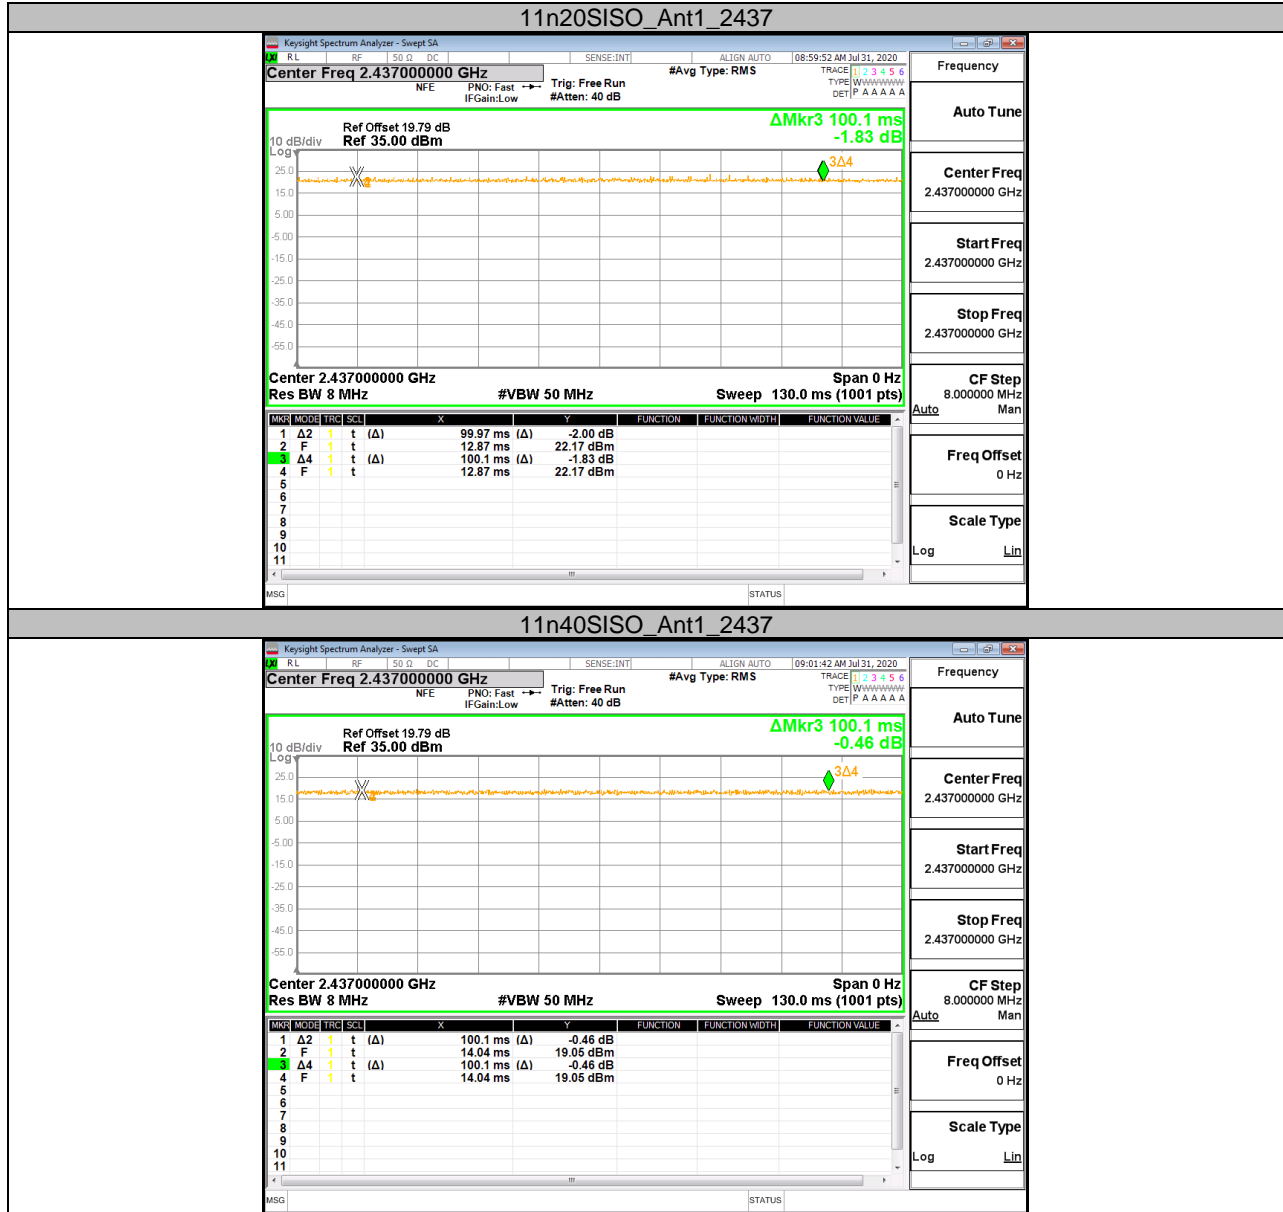 11n20SISO_Ant1_2437
Keysight Spectrum Analyzer - Swept SA
LXI RL RF 50 Ω DC SENSE:INT ALIGN AUTO 08:59:52 AM Jul 31, 2020
Center Freq 2.437000000 GHz #Avg Type: RMS TRACE 1 2 3 4 5 6
NFE PNO: Fast Trig: Free Run TYPE WWWWWW
IFGain:Low #Atten: 40 dB DET P A A A A A
Frequency
Auto Tune
Center Freq
2.437000000 GHz
Start Freq
2.437000000 GHz
Stop Freq
2.437000000 GHz
CF Step
8.000000 MHz
Auto Man
Freq Offset
0 Hz
Scale Type
Log Lin
ΔMkr3 100.1 ms
-1.83 dB
Ref Offset 19.79 dB
10 dB/div Ref 35.00 dBm
Log
3Δ4
25.0
15.0
5.00
-5.00
-15.0
-25.0
-35.0
-45.0
-55.0
Center 2.437000000 GHz Span 0 Hz
Res BW 8 MHz #VBW 50 MHz Sweep 130.0 ms (1001 pts)
MKR MODE TRC SCL X Y FUNCTION FUNCTION WIDTH FUNCTION VALUE
1 Δ2 1 t (Δ) 99.97 ms (Δ) -2.00 dB
2 F 1 t 12.87 ms 22.17 dBm
3 Δ4 1 t (Δ) 100.1 ms (Δ) -1.83 dB
4 F 1 t 12.87 ms 22.17 dBm
5
6
7
8
9
10
11
MSG STATUS
11n40SISO_Ant1_2437
Keysight Spectrum Analyzer - Swept SA
LXI RL RF 50 Ω DC SENSE:INT ALIGN AUTO 09:01:42 AM Jul 31, 2020
Center Freq 2.437000000 GHz #Avg Type: RMS TRACE 1 2 3 4 5 6
NFE PNO: Fast Trig: Free Run TYPE WWWWWW
IFGain:Low #Atten: 40 dB DET P A A A A A
Frequency
Auto Tune
Center Freq
2.437000000 GHz
Start Freq
2.437000000 GHz
Stop Freq
2.437000000 GHz
CF Step
8.000000 MHz
Auto Man
Freq Offset
0 Hz
Scale Type
Log Lin
ΔMkr3 100.1 ms
-0.46 dB
Ref Offset 19.79 dB
10 dB/div Ref 35.00 dBm
Log
3Δ4
25.0
15.0
5.00
-5.00
-15.0
-25.0
-35.0
-45.0
-55.0
Center 2.437000000 GHz Span 0 Hz
Res BW 8 MHz #VBW 50 MHz Sweep 130.0 ms (1001 pts)
MKR MODE TRC SCL X Y FUNCTION FUNCTION WIDTH FUNCTION VALUE
1 Δ2 1 t (Δ) 100.1 ms (Δ) -0.46 dB
2 F 1 t 14.04 ms 19.05 dBm
3 Δ4 1 t (Δ) 100.1 ms (Δ) -0.46 dB
4 F 1 t 14.04 ms 19.05 dBm
5
6
7
8
9
10
11
MSG STATUS